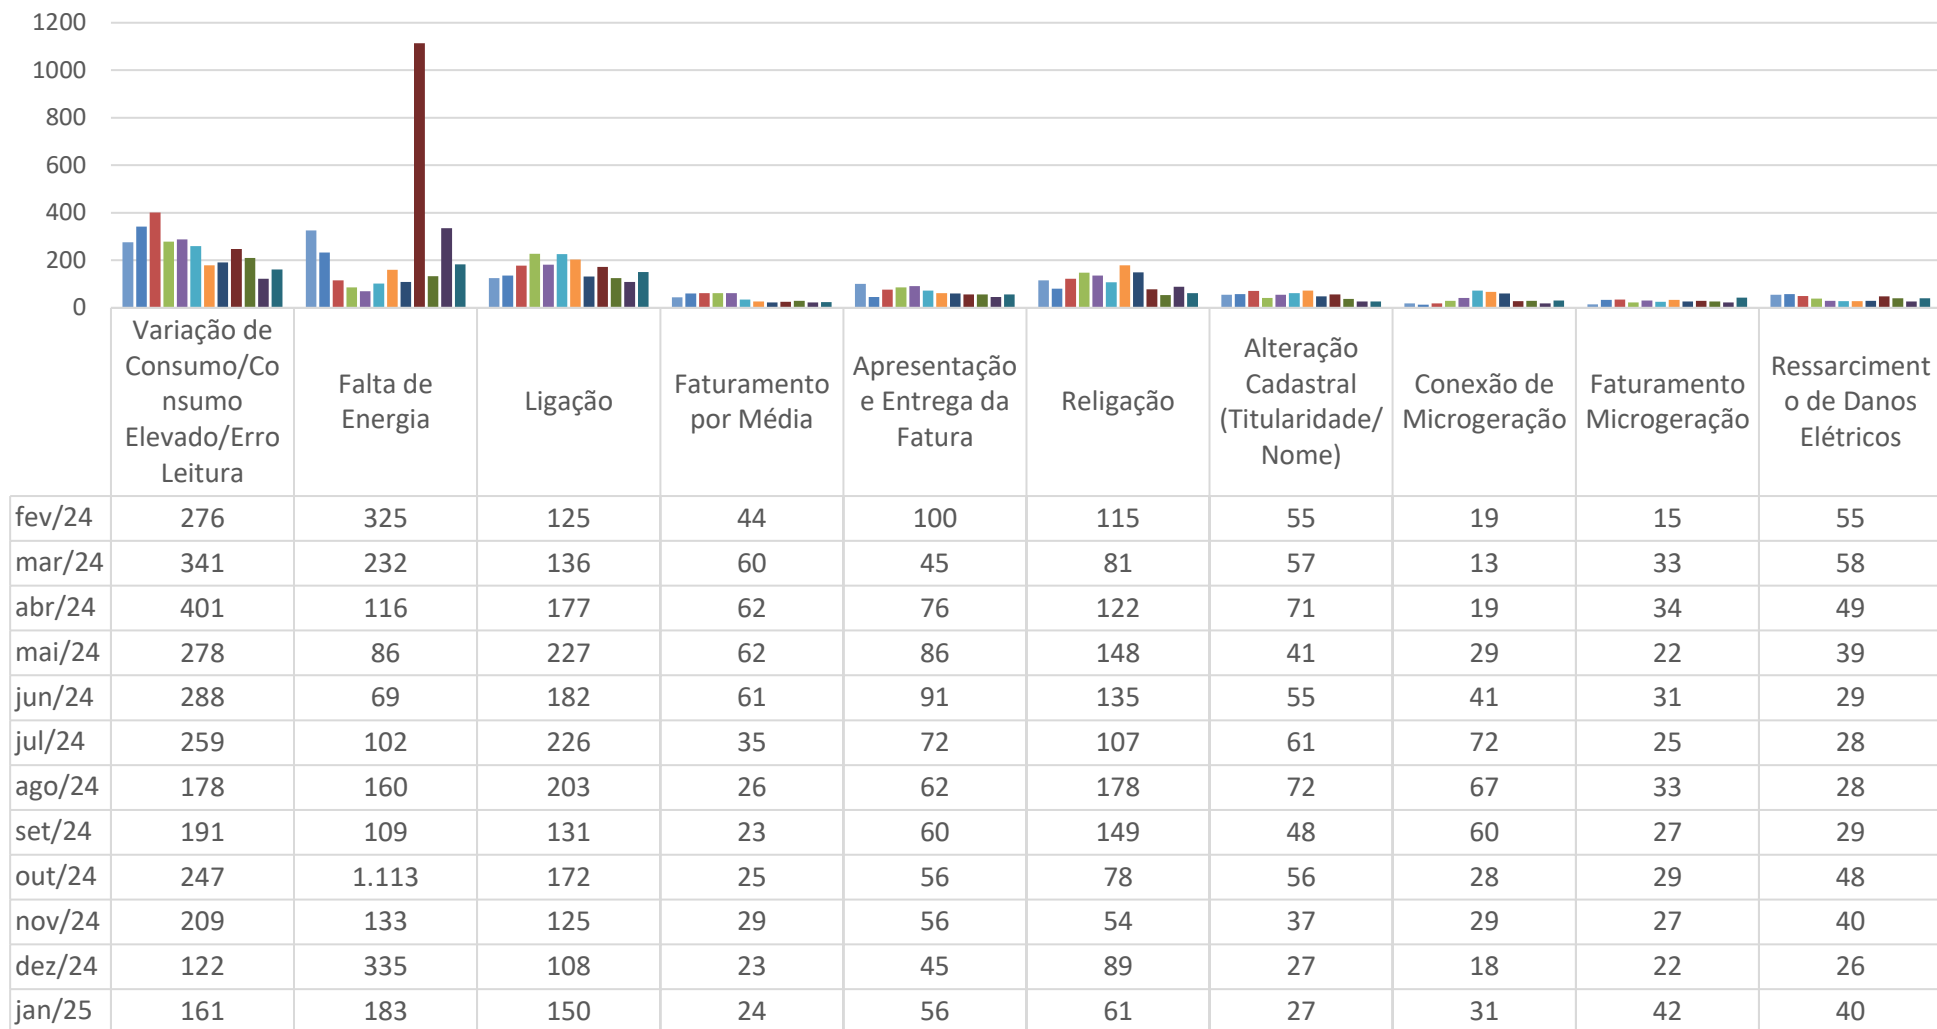 1200
1000
800
600
400
200
0
Variação de
Consumo/Co
nsumo
Elevado/Erro
Leitura
Falta de
Energia
Ligação
Faturamento
por Média
Apresentação
e Entrega da
Fatura
Religação
Alteração
Cadastral
(Titularidade/
Nome)
Conexão de
Microgeração
Faturamento
Microgeração
Ressarciment
o de Danos
Elétricos
fev/24 276 325 125 44 100 115 55 19 15 55
mar/24 341 232 136 60 45 81 57 13 33 58
abr/24 401 116 177 62 76 122 71 19 34 49
mai/24 278 86 227 62 86 148 41 29 22 39
jun/24 288 69 182 61 91 135 55 41 31 29
jul/24 259 102 226 35 72 107 61 72 25 28
ago/24 178 160 203 26 62 178 72 67 33 28
set/24 191 109 131 23 60 149 48 60 27 29
out/24 247 1.113 172 25 56 78 56 28 29 48
nov/24 209 133 125 29 56 54 37 29 27 40
dez/24 122 335 108 23 45 89 27 18 22 26
jan/25 161 183 150 24 56 61 27 31 42 40